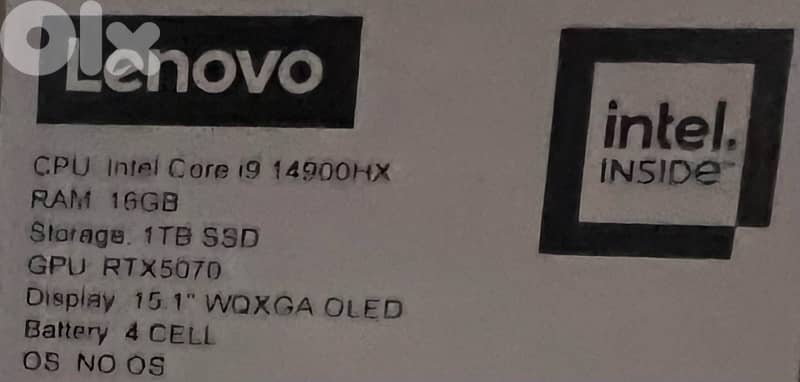 olx
Lenovo
intel.
INSIDe™
CPU Intel Core i9 14900HX
RAM 16GB
Storage. 1TB SSD
GPU RTX5070
Display 15.1" WQXGA OLED
Battery 4 CELL
OS NO OS